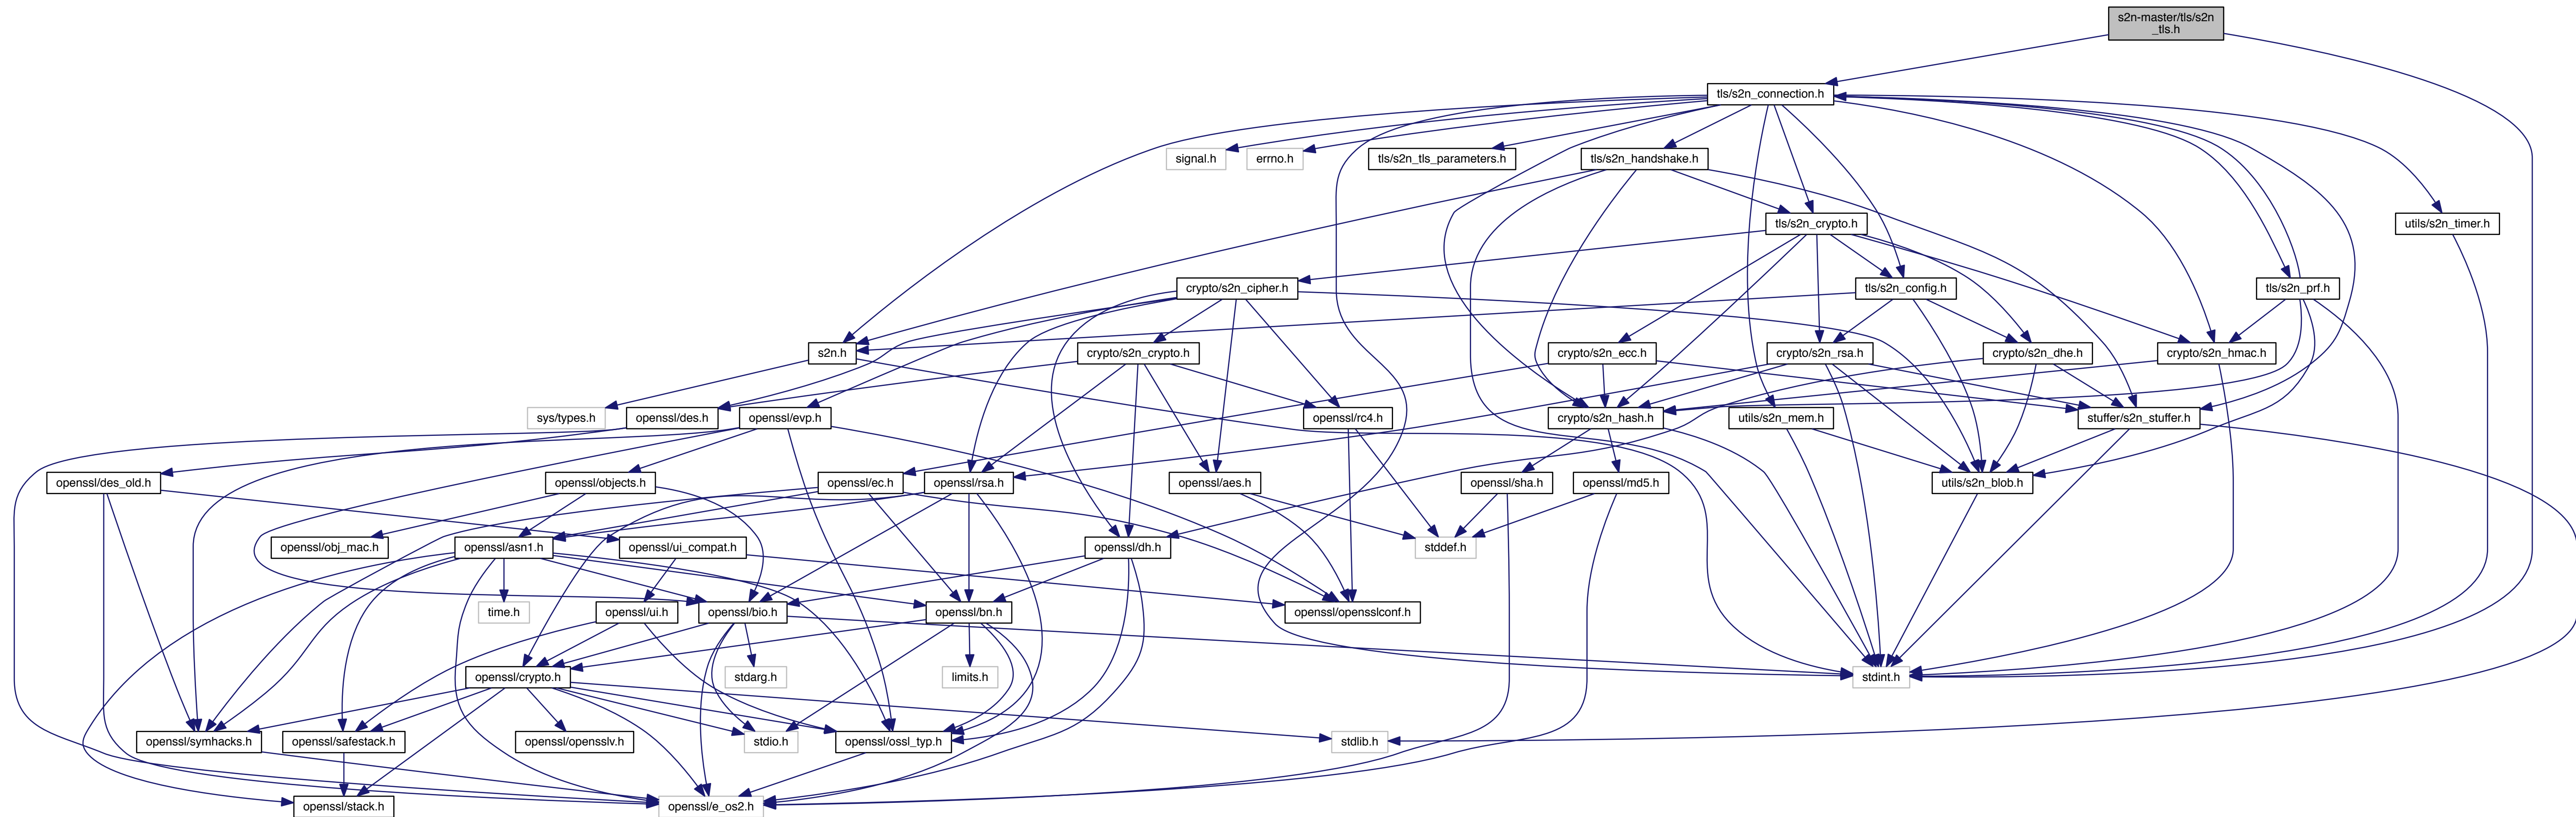 s2n-master/tls/s2n
_tls.h
tls/s2n_connection.h
signal.h
errno.h
tls/s2n_tls_parameters.h
tls/s2n_handshake.h
tls/s2n_crypto.h
utils/s2n_timer.h
crypto/s2n_cipher.h
tls/s2n_config.h
tls/s2n_prf.h
s2n.h
crypto/s2n_crypto.h
crypto/s2n_ecc.h
crypto/s2n_rsa.h
crypto/s2n_dhe.h
crypto/s2n_hmac.h
sys/types.h
openssl/des.h
openssl/evp.h
openssl/rc4.h
crypto/s2n_hash.h
utils/s2n_mem.h
stuffer/s2n_stuffer.h
openssl/des_old.h
openssl/objects.h
openssl/ec.h
openssl/rsa.h
openssl/aes.h
openssl/sha.h
openssl/md5.h
utils/s2n_blob.h
openssl/obj_mac.h
openssl/asn1.h
openssl/ui_compat.h
openssl/dh.h
stddef.h
time.h
openssl/ui.h
openssl/bio.h
openssl/bn.h
openssl/opensslconf.h
openssl/crypto.h
stdarg.h
limits.h
stdint.h
openssl/symhacks.h
openssl/safestack.h
openssl/opensslv.h
stdio.h
openssl/ossl_typ.h
stdlib.h
openssl/stack.h
openssl/e_os2.h